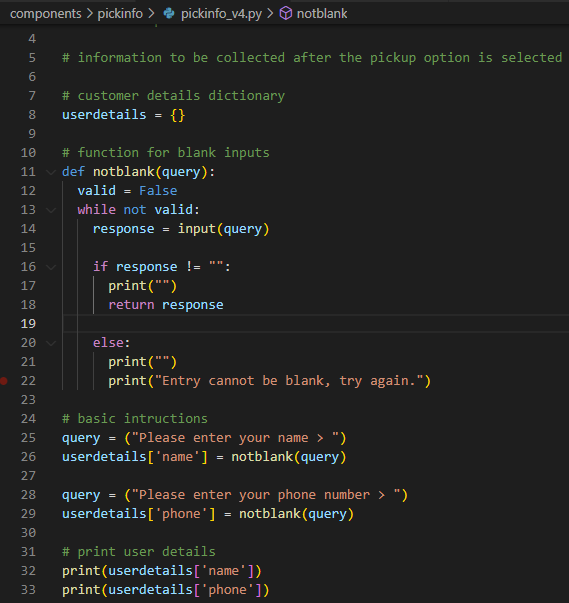 components > pickinfo > pickinfo_v4.py > notblank
4
5 # information to be collected after the pickup option is selected
6
7 # customer details dictionary
8 userdetails = {}
9
10 # function for blank inputs
11 def notblank(query):
12   valid = False
13   while not valid:
14     response = input(query)
15
16     if response != "":
17       print("")
18       return response
19
20     else:
21       print("")
22       print("Entry cannot be blank, try again.")
23
24 # basic intructions
25 query = ("Please enter your name > ")
26 userdetails['name'] = notblank(query)
27
28 query = ("Please enter your phone number > ")
29 userdetails['phone'] = notblank(query)
30
31 # print user details
32 print(userdetails['name'])
33 print(userdetails['phone'])